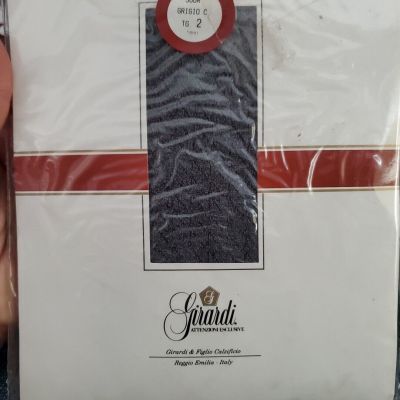 GRIGIO C
TG 2
G
Girardi
ATTENZIONI ESCLUSIVE
Girardi & Figlio Calzificio
Reggio Emilia - Italy